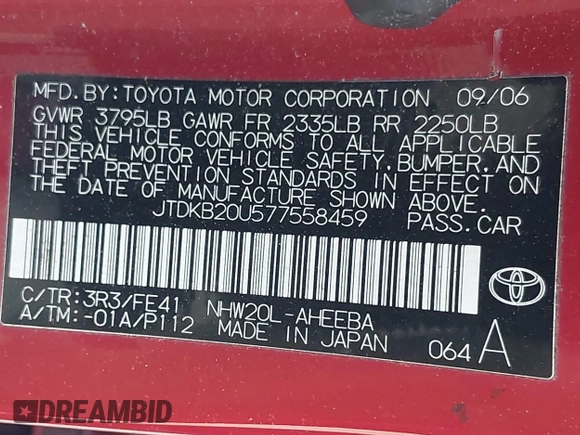 MFD. BY: TOYOTA MOTOR CORPORATION 09/06
GVWR 3795LB GAWR FR 2335LB RR 2250LB
THIS VEHICLE CONFORMS TO ALL APPLICABLE
FEDERAL MOTOR VEHICLE SAFETY, BUMPER, AND
THEFT PREVENTION STANDARDS IN EFFECT ON
THE DATE OF MANUFACTURE SHOWN ABOVE.
JTDKB20U577558459 PASS. CAR
C/TR: 3R3/FE41 NHW20L-AHEEBA
A/TM: -01A/P112 MADE IN JAPAN 064 A
DREAMBID